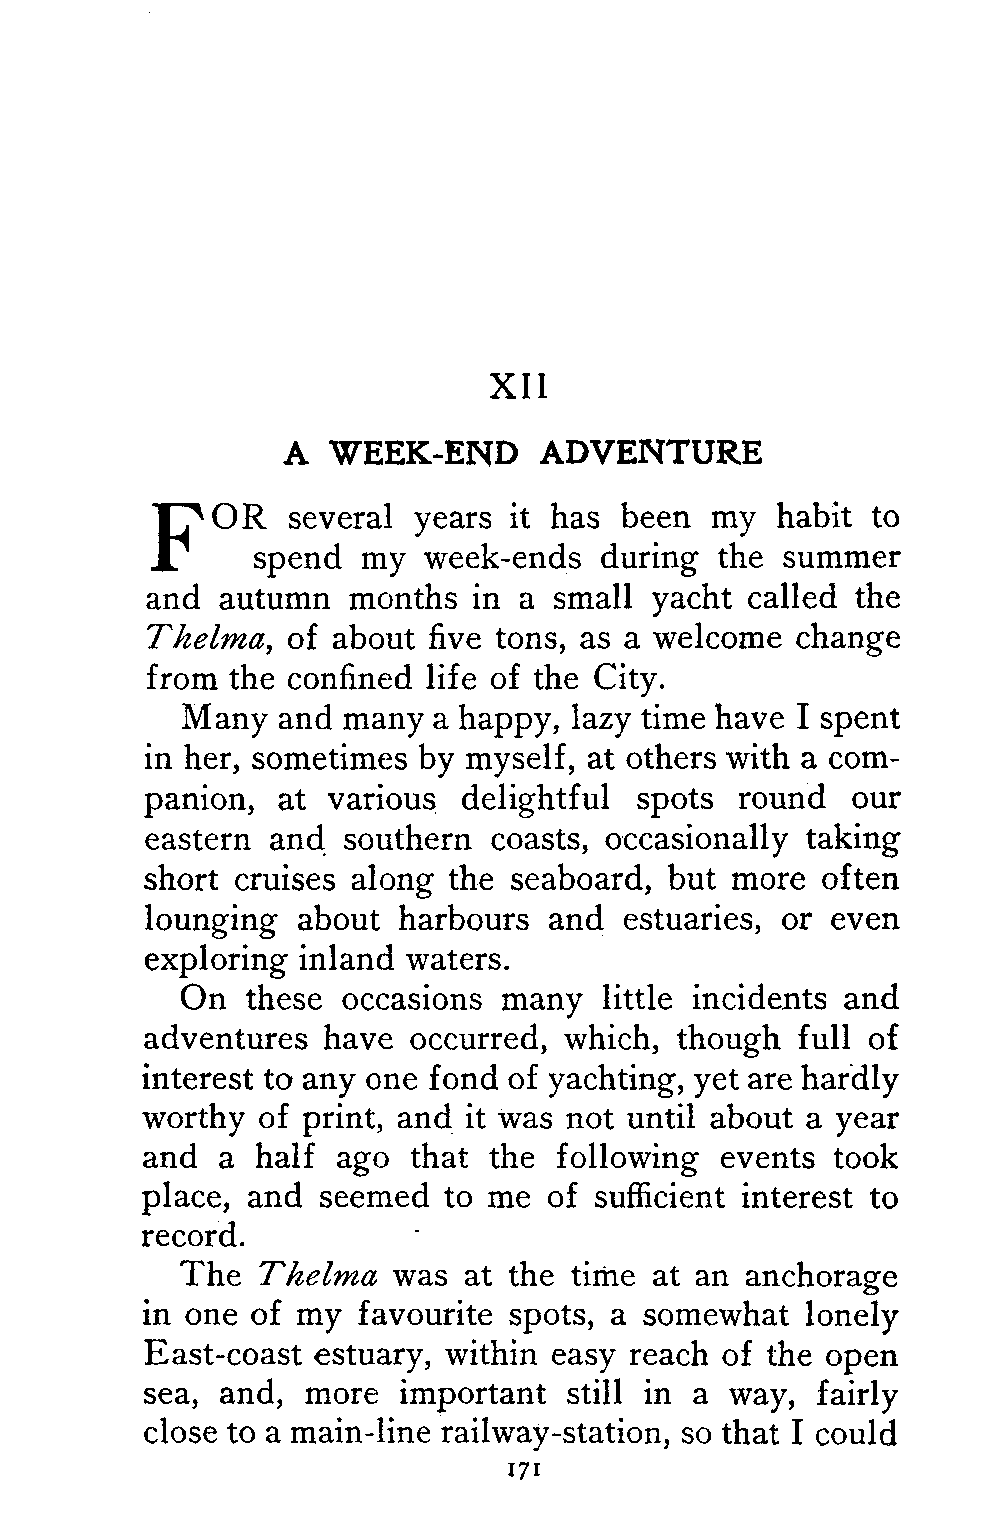 XII
A WEEK-END ADVENTURE
FOR several years it has been my habit to
spend my week-ends during the summer
and autumn months in a small yacht called the
Thelma, of about five tons, as a welcome change
from the confined life of the City.
Many and many a happy, lazy time have I spent
in her, sometimes by myself, at others with a com-
panion, at various delightful spots round our
eastern and southern coasts, occasionally taking
short cruises along the seaboard, but more often
lounging about harbours and estuaries, or even
exploring inland waters.
On these occasions many little incidents and
adventures have occurred, which, though full of
interest to any one fond of yachting, yet are hardly
worthy of print, and it was not until about a year
and a half ago that the following events took
place, and seemed to me of sufficient interest to
record.
The Thelma was at the time at an anchorage
in one of my favourite spots, a somewhat lonely
East-coast estuary, within easy reach of the open
sea, and, more important still in a way, fairly
close to a main-line railway-station, so that I could
171